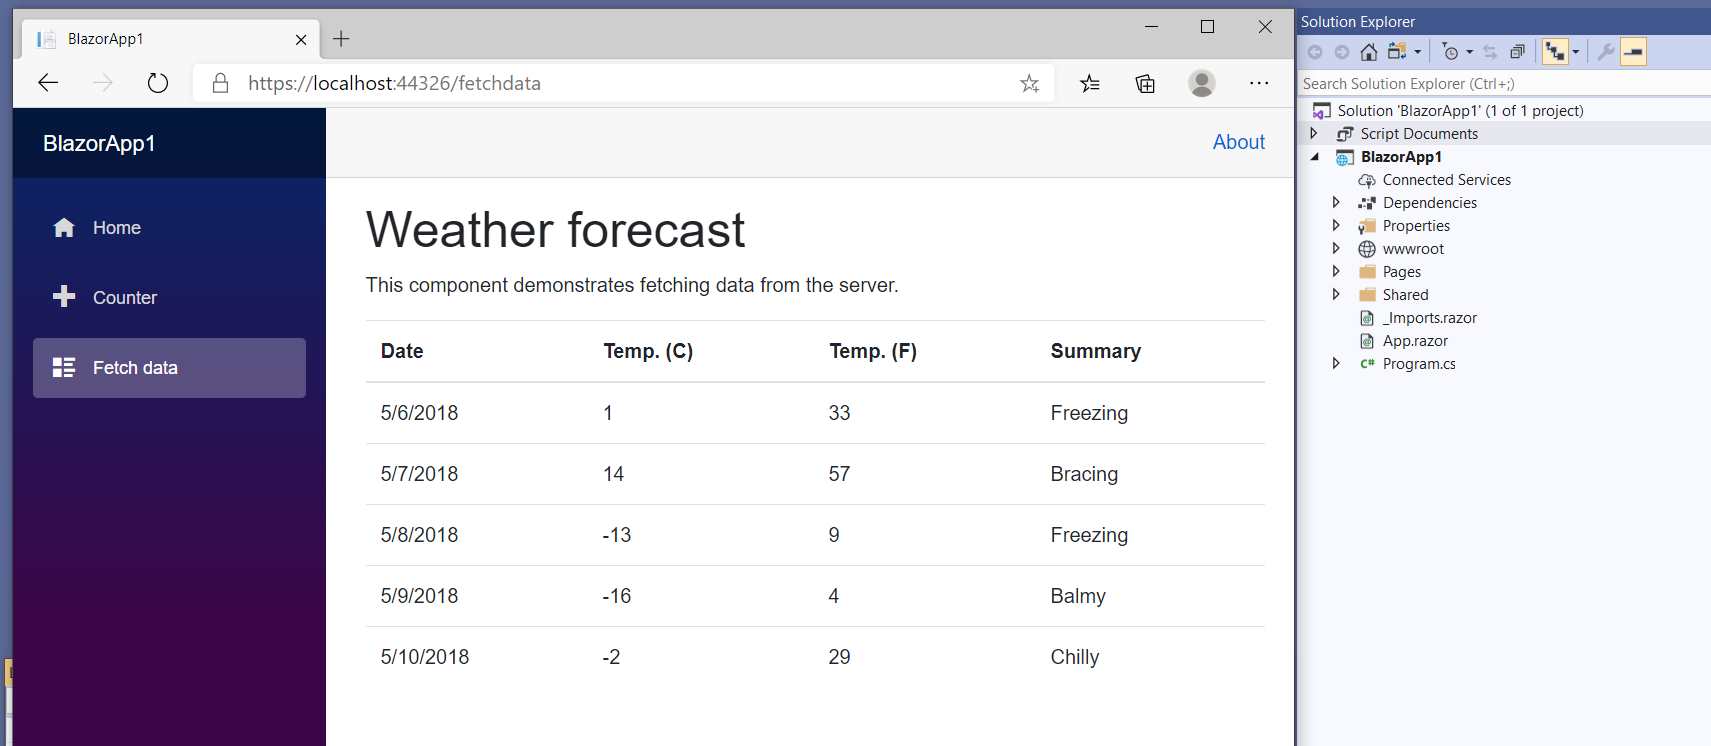 BlazorApp1
https://localhost:44326/fetchdata
BlazorApp1
About
Home
Counter
Fetch data
Weather forecast
This component demonstrates fetching data from the server.
Date Temp. (C) Temp. (F) Summary
5/6/2018 1 33 Freezing
5/7/2018 14 57 Bracing
5/8/2018 -13 9 Freezing
5/9/2018 -16 4 Balmy
5/10/2018 -2 29 Chilly
Solution Explorer
Search Solution Explorer (Ctrl+;)
Solution 'BlazorApp1' (1 of 1 project)
Script Documents
BlazorApp1
Connected Services
Dependencies
Properties
wwwroot
Pages
Shared
_Imports.razor
App.razor
C# Program.cs